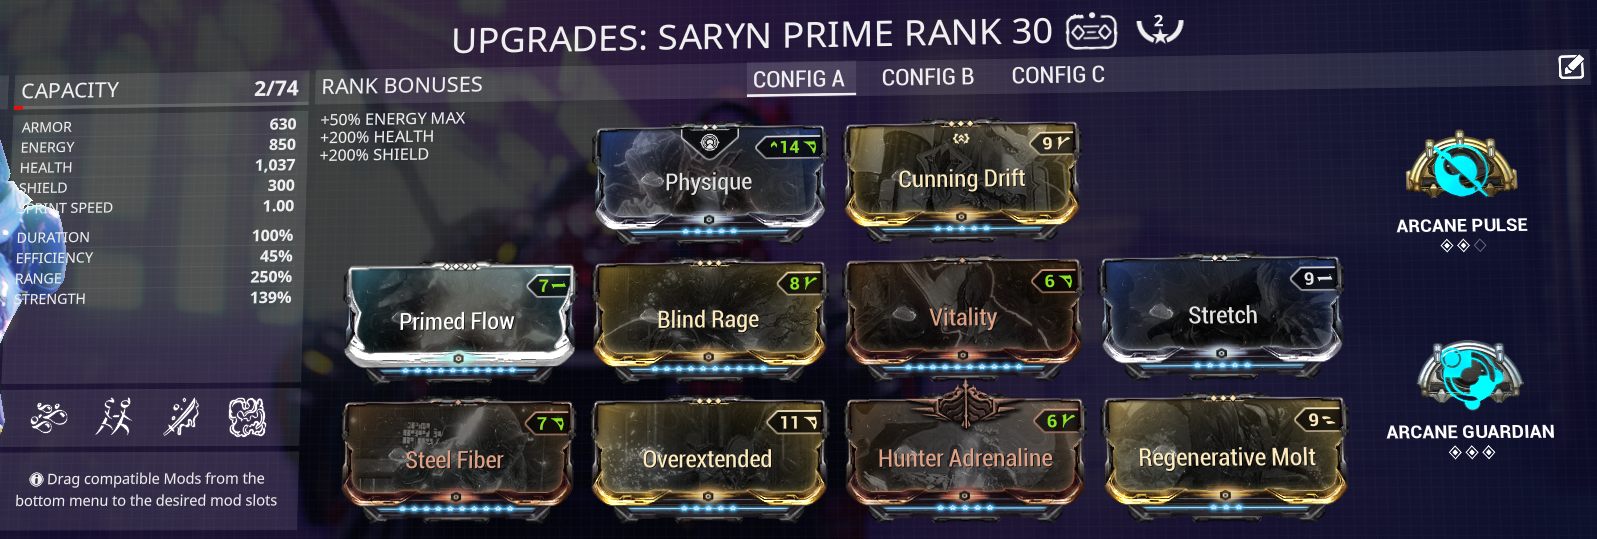 UPGRADES: SARYN PRIME RANK 30
2
CAPACITY 2/74
ARMOR 630
ENERGY 850
HEALTH 1,037
SHIELD 300
SPRINT SPEED 1.00
DURATION 100%
EFFICIENCY 45%
RANGE 250%
STRENGTH 139%
Drag compatible Mods from the
bottom menu to the desired mod slots
RANK BONUSES
+50% ENERGY MAX
+200% HEALTH
+200% SHIELD
CONFIG A CONFIG B CONFIG C
14
Physique
9
Cunning Drift
7
Primed Flow
8
Blind Rage
6
Vitality
9
Stretch
7
Steel Fiber
11
Overextended
6
Hunter Adrenaline
9
Regenerative Molt
ARCANE PULSE
ARCANE GUARDIAN